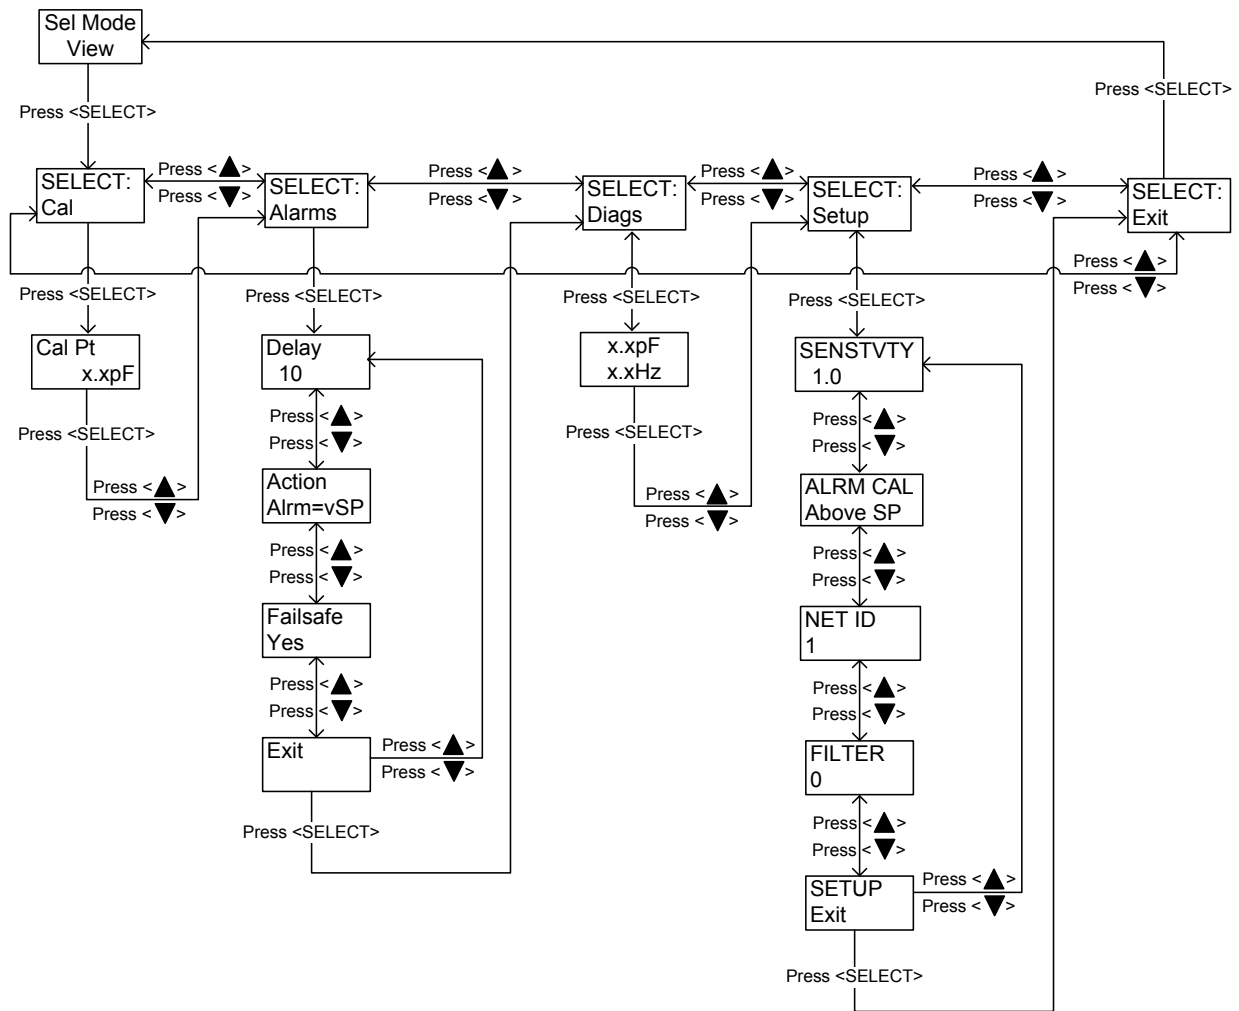 Sel Mode
View
Press <SELECT>
Press <SELECT>
SELECT:
Cal
Press <▲>
Press <▼>
SELECT:
Alarms
Press <▲>
Press <▼>
SELECT:
Diags
Press <▲>
Press <▼>
SELECT:
Setup
Press <▲>
Press <▼>
SELECT:
Exit
Press <▲>
Press <▼>
Press <SELECT>
Press <SELECT>
Press <SELECT>
Press <SELECT>
Cal Pt
x.xpF
Press <SELECT>
Press <▲>
Press <▼>
Delay
10
Press <▲>
Press <▼>
Action
Alrm=vSP
Press <▲>
Press <▼>
Failsafe
Yes
Press <▲>
Press <▼>
Exit
Press <▲>
Press <▼>
Press <SELECT>
x.xpF
x.xHz
Press <SELECT>
Press <▲>
Press <▼>
SENSTVTY
1.0
Press <▲>
Press <▼>
ALRM CAL
Above SP
Press <▲>
Press <▼>
NET ID
1
Press <▲>
Press <▼>
FILTER
0
Press <▲>
Press <▼>
SETUP
Exit
Press <▲>
Press <▼>
Press <SELECT>